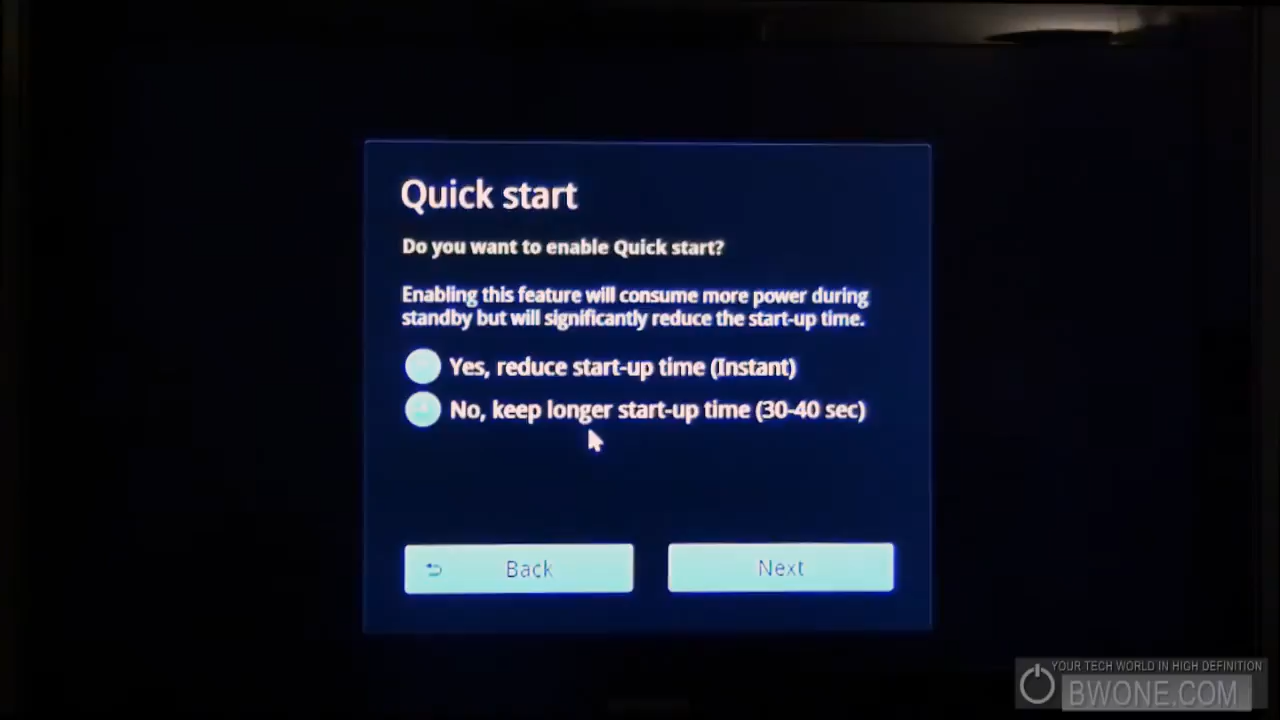 Quick start
Do you want to enable Quick start?
Enabling this feature will consume more power during
standby but will significantly reduce the start-up time.
Yes, reduce start-up time (Instant)
No, keep longer start-up time (30-40 sec)
Back
Next
YOUR TECH WORLD IN HIGH DEFINITION
BWONE.COM